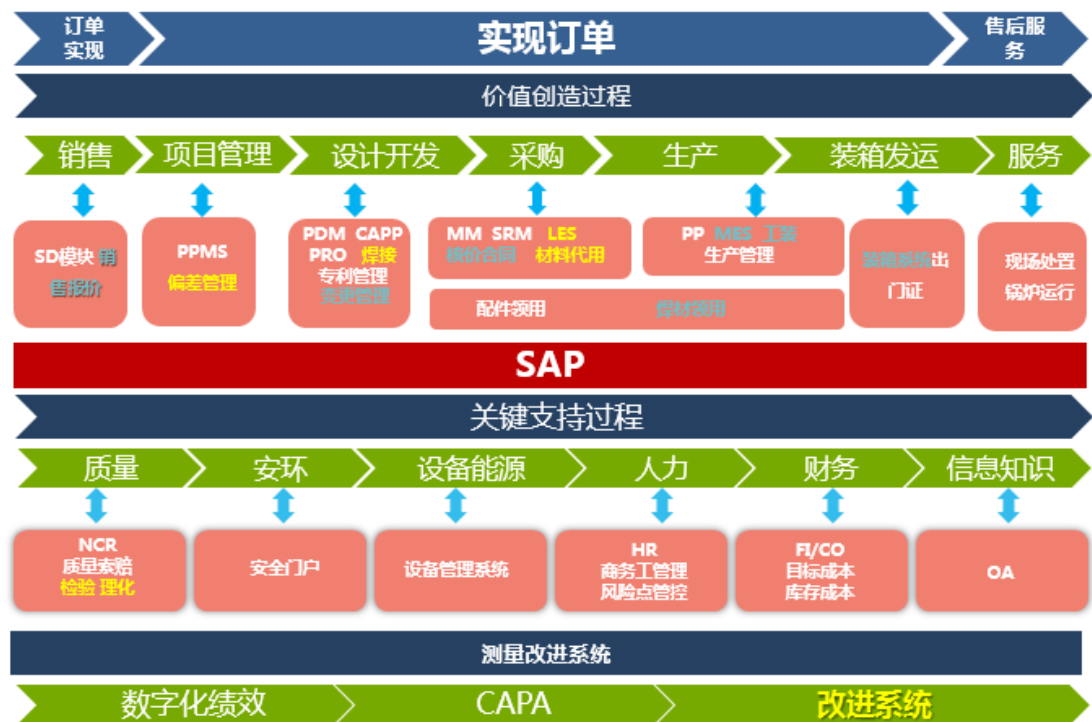 订单
实现
实现订单
售后服
务
价值创造过程
销售
项目管理
设计开发
采购
生产
装箱发运
服务
SD模块 销
售报价
PPMS
偏差管理
PDM CAPP
PRO 焊接
专利管理
变更管理
MM SRM LES
核价合同 材料代用
PP MES 工装
生产管理
配件领用 焊材领用
装箱系统出
门证
现场处置
锅炉运行
SAP
关键支持过程
质量
安环
设备能源
人力
财务
信息知识
NCR
质量索赔
检验 理化
安全门户
设备管理系统
HR
商务工管理
风险点管控
FI/CO
目标成本
库存成本
OA
测量改进系统
数字化绩效
CAPA
改进系统